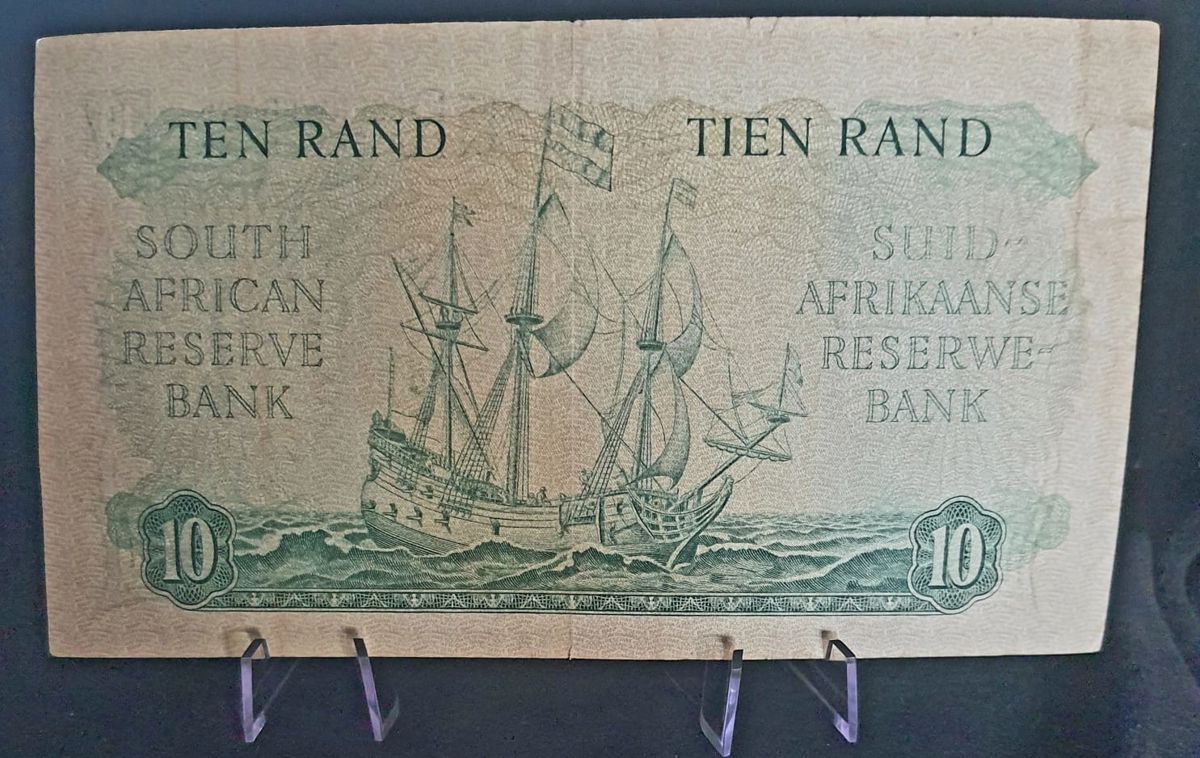 TEN RAND
TIEN RAND
SOUTH
AFRICAN
RESERVE
BANK
SUID-
AFRIKAANSE
RESERWE-
BANK
10
10